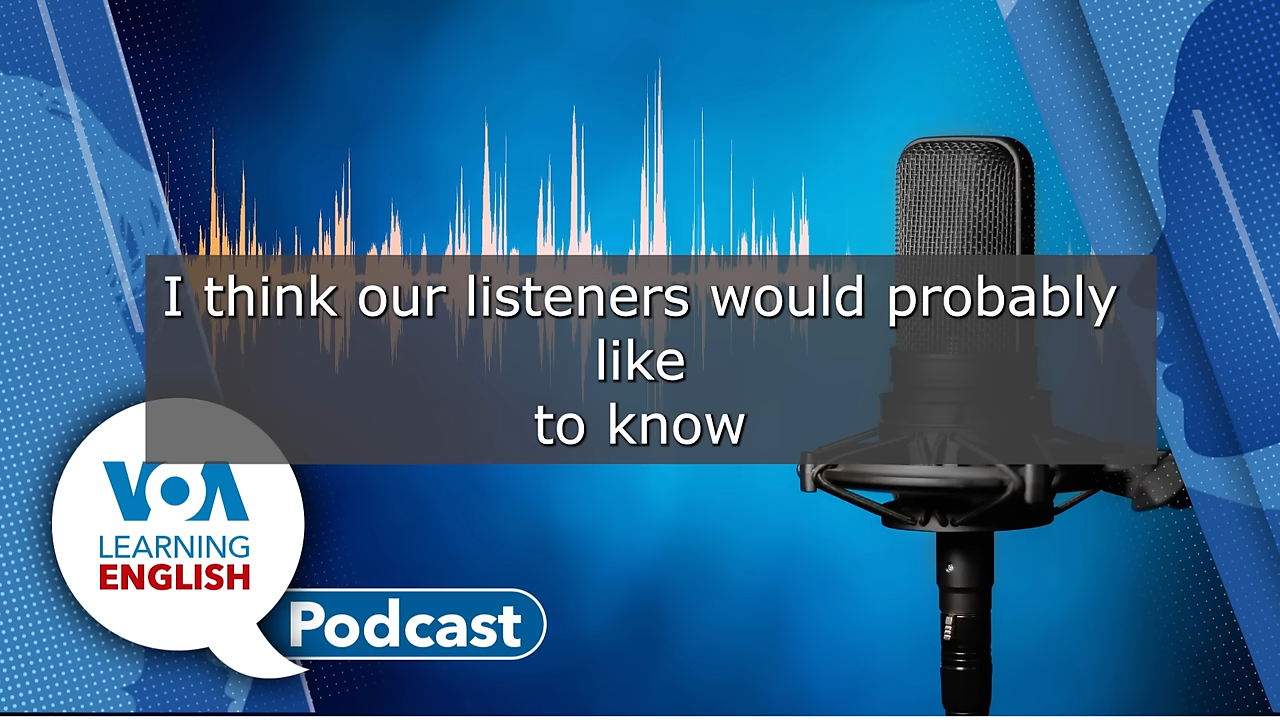 I think our listeners would probably
like
to know
VOA
LEARNING
ENGLISH
Podcast